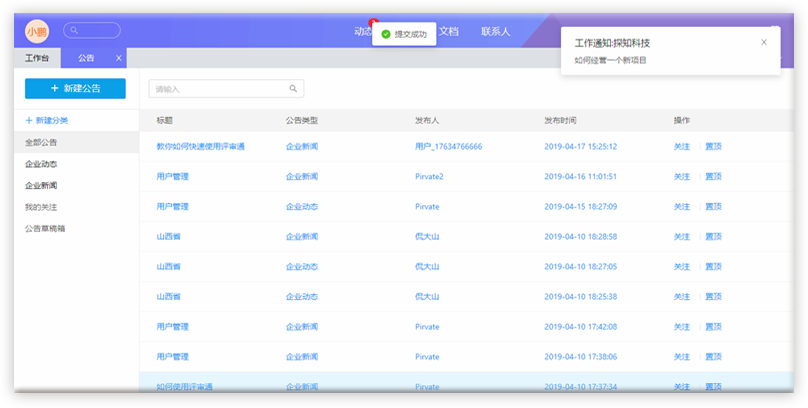 小鹏
动态
提交成功
文档
联系人
工作通知:探知科技
如何经营一个新项目
工作台
公告 X
+ 新建公告
请输入
+ 新建分类
全部公告
企业动态
企业新闻
我的关注
公告草稿箱
标题 公告类型 发布人 发布时间 操作
教你如何快速使用评审通 企业新闻 用户_17634766666 2019-04-17 15:25:12 关注 置顶
用户管理 企业新闻 Pirvate2 2019-04-16 11:01:51 关注 置顶
用户管理 企业动态 Pirvate 2019-04-15 18:27:09 关注 置顶
山西省 企业新闻 侃大山 2019-04-10 18:28:58 关注 置顶
山西省 企业动态 侃大山 2019-04-10 18:27:05 关注 置顶
山西省 企业动态 侃大山 2019-04-10 18:25:38 关注 置顶
用户管理 企业新闻 Pirvate 2019-04-10 17:42:08 关注 置顶
用户管理 企业新闻 Pirvate 2019-04-10 17:38:06 关注 置顶
如何使用评审通 企业新闻 Pirvate 2019-04-10 17:37:34 关注 置顶